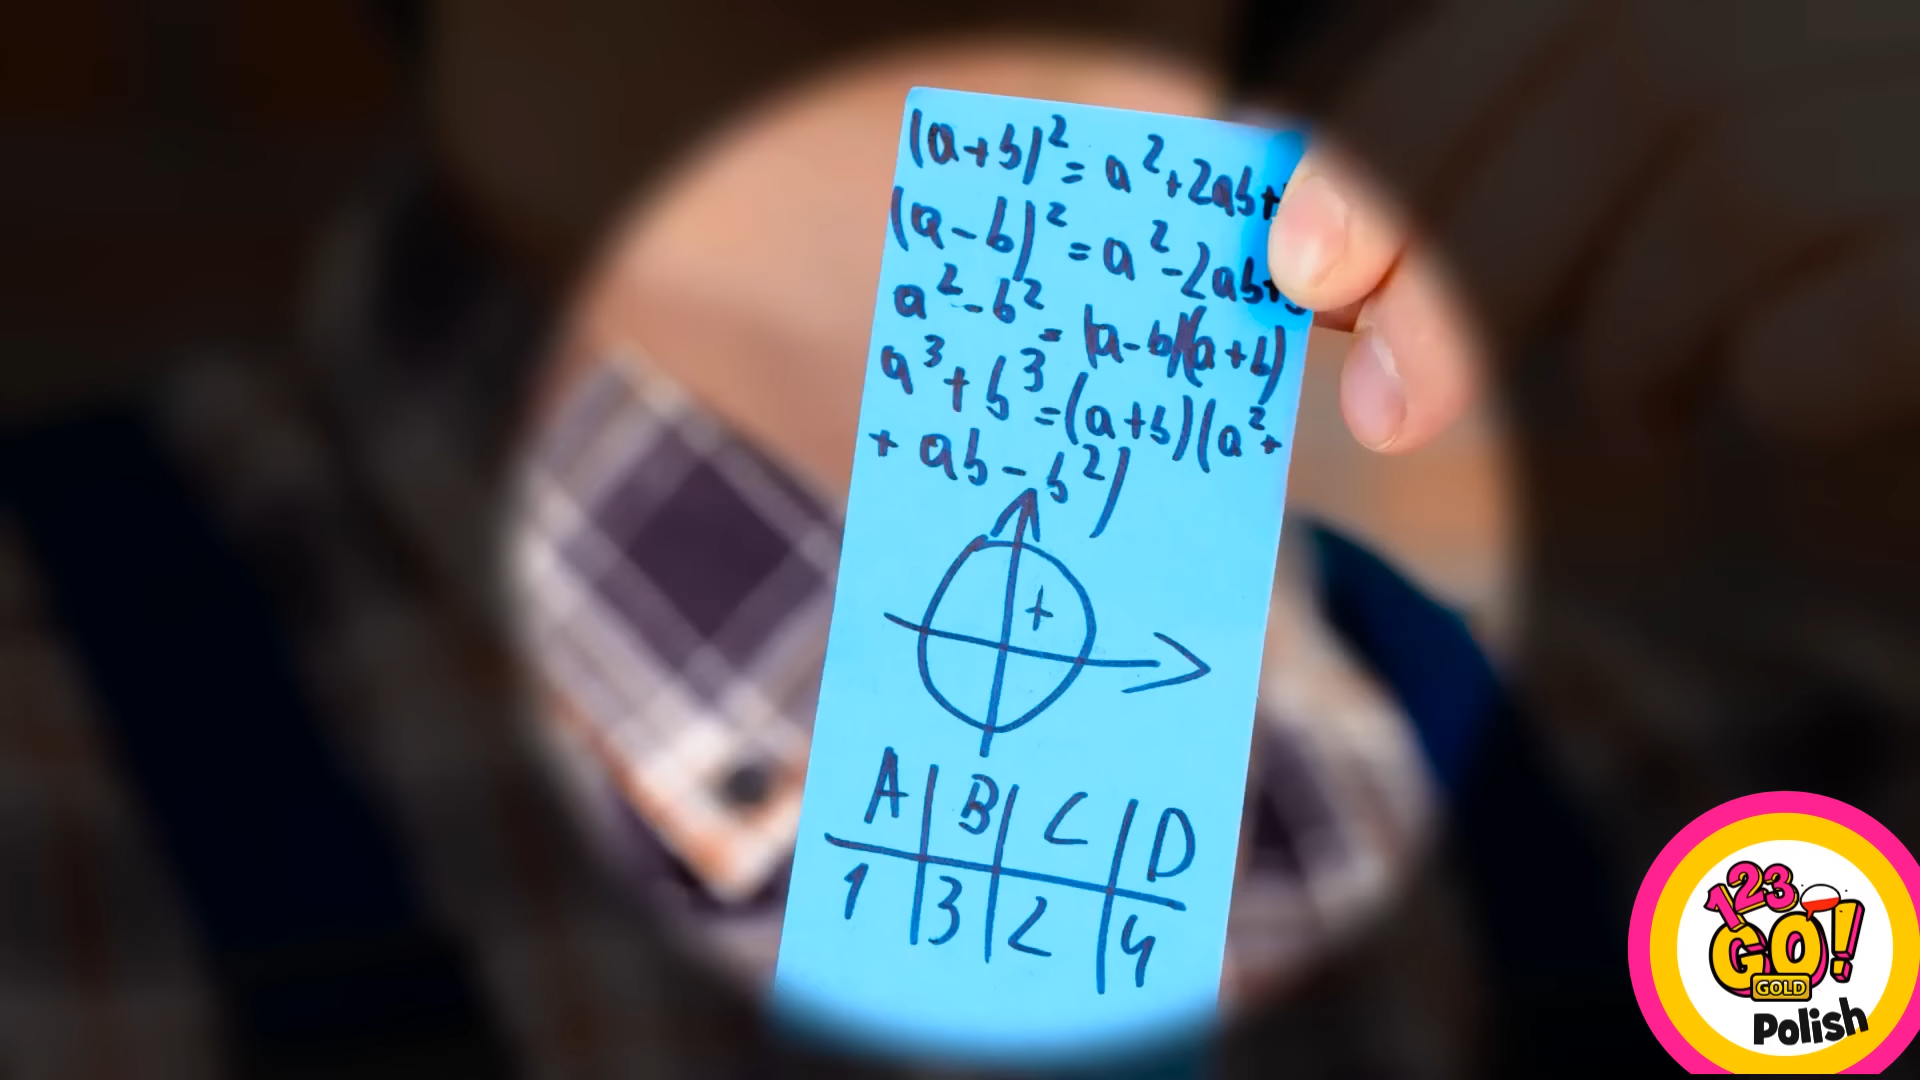 (a+b)² = a²+2ab+
(a-b)² = a²-2ab+
a²-b² = (a-b)(a+b)
a³+b³=(a+b)(a²+
+ ab-b²)
+
A | B | C | D
1 | 3 | 2 | 4
123
GO!
GOLD
Polish